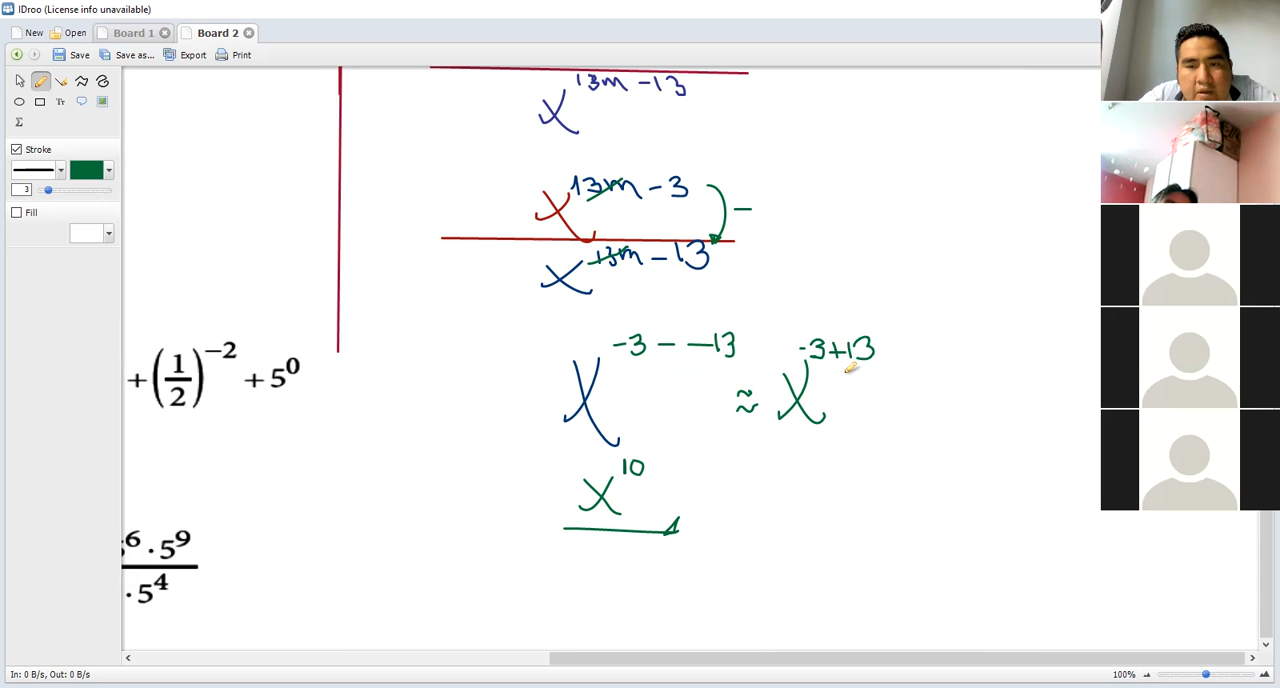 IDroo (License info unavailable)
New Open Board 1 Board 2
Save Save as... Export Print
Tr
Σ
Stroke
3
Fill
x^{13m - 13}
x^{13m - 3}
–
x^{13m - 13}
x^{-3 - -13} ≈ x^{-3+13}
x^{10}
+ (1/2)^{-2} + 5^0
^6 · 5^9
· 5^4
In: 0 B/s, Out: 0 B/s
100%